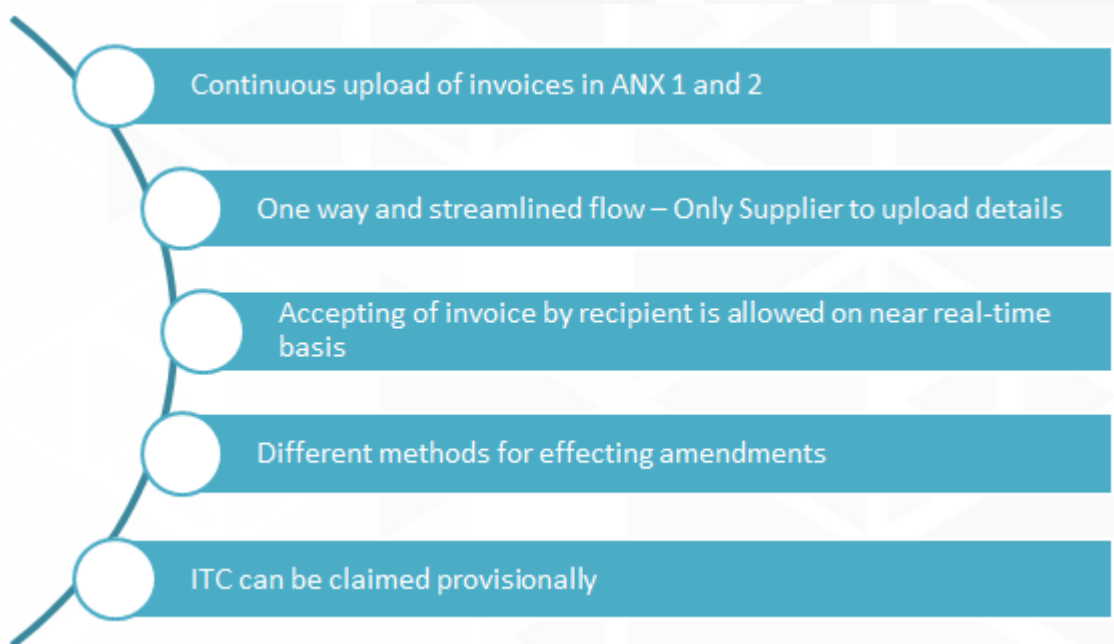 Continuous upload of invoices in ANX 1 and 2
One way and streamlined flow – Only Supplier to upload details
Accepting of invoice by recipient is allowed on near real-time
basis
Different methods for effecting amendments
ITC can be claimed provisionally